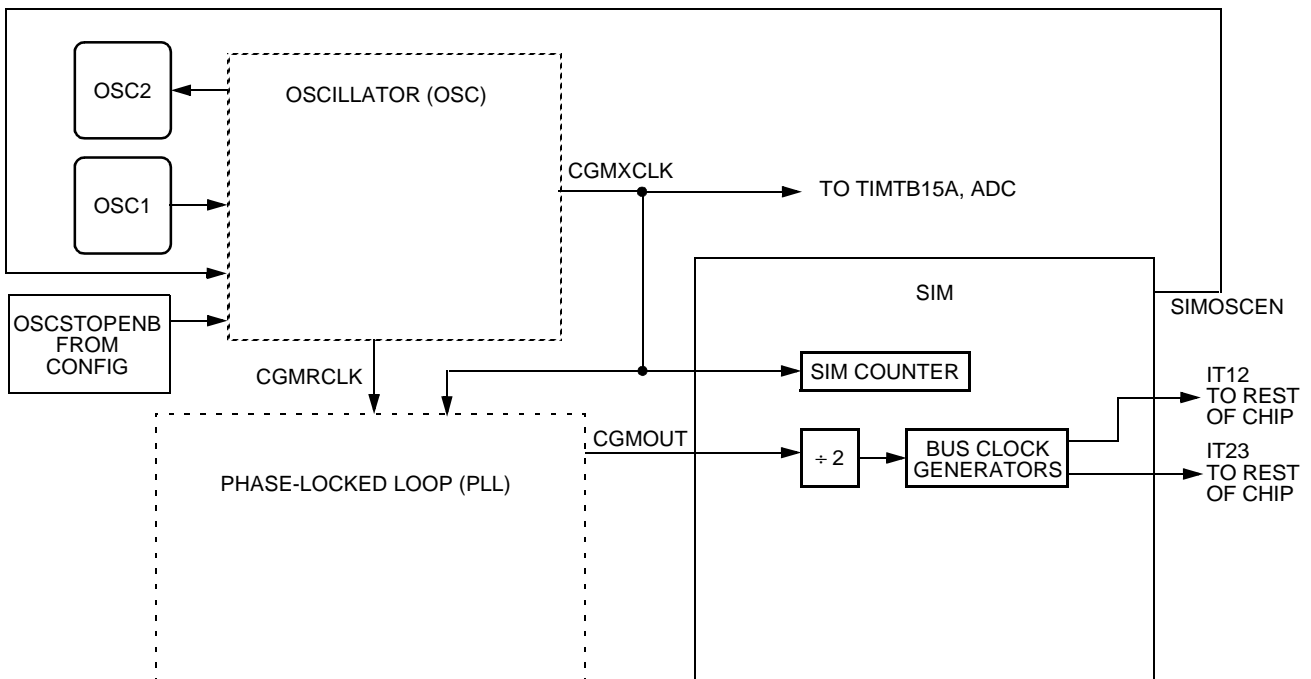 OSC2
OSCILLATOR (OSC)
CGMXCLK
OSC1
TO TIMTB15A, ADC
SIM
SIMOSCEN
OSCSTOPENB
FROM
CONFIG
CGMRCLK
SIM COUNTER
IT12
TO REST
OF CHIP
CGMOUT
÷ 2
BUS CLOCK
GENERATORS
IT23
TO REST
OF CHIP
PHASE-LOCKED LOOP (PLL)